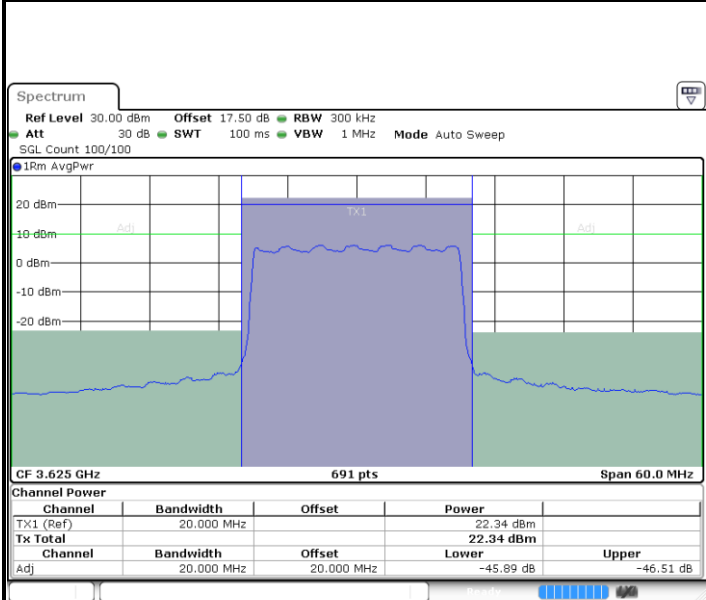 Spectrum
Ref Level 30.00 dBm Offset 17.50 dB RBW 300 kHz
Att 30 dB SWT 100 ms VBW 1 MHz Mode Auto Sweep
SGL Count 100/100
1Rm AvgPwr
20 dBm
TX1
Adj
Adj
10 dBm
0 dBm
-10 dBm
-20 dBm
CF 3.625 GHz 691 pts Span 60.0 MHz
Channel Power
Channel Bandwidth Offset Power
TX1 (Ref) 20.000 MHz 22.34 dBm
Tx Total 22.34 dBm
Channel Bandwidth Offset Lower Upper
Adj 20.000 MHz 20.000 MHz -45.89 dB -46.51 dB
Ready